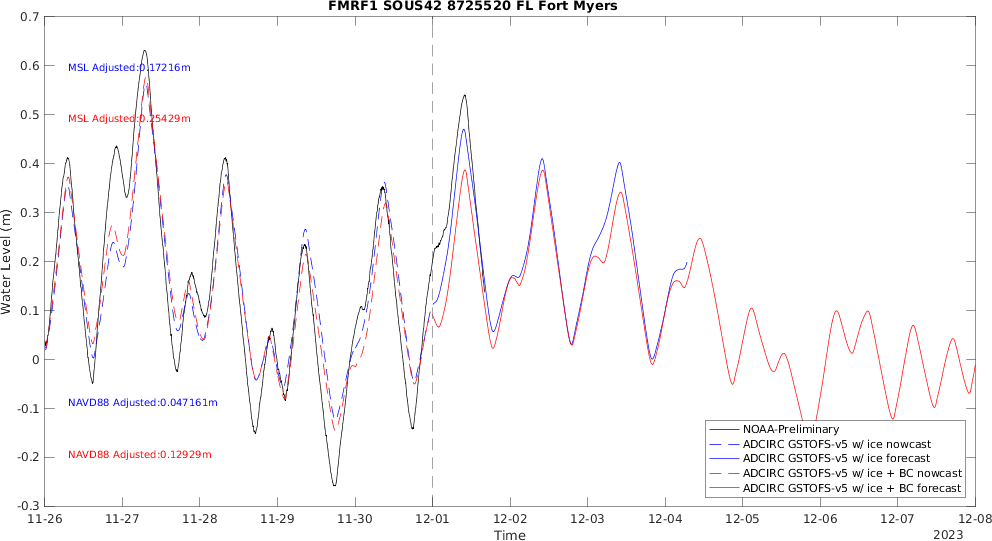 FMRF1 SOUS42 8725520 FL Fort Myers
0.7
0.6
0.5
0.4
0.3
0.2
0.1
0
-0.1
-0.2
-0.3
Water Level (m)
MSL Adjusted:0.17216m
MSL Adjusted:0.25429m
NAVD88 Adjusted:0.047161m
NAVD88 Adjusted:0.12929m
NOAA-Preliminary
ADCIRC GSTOFS-v5 w/ ice nowcast
ADCIRC GSTOFS-v5 w/ ice forecast
ADCIRC GSTOFS-v5 w/ ice + BC nowcast
ADCIRC GSTOFS-v5 w/ ice + BC forecast
11-26 11-27 11-28 11-29 11-30 12-01 12-02 12-03 12-04 12-05 12-06 12-07 12-08
Time
2023